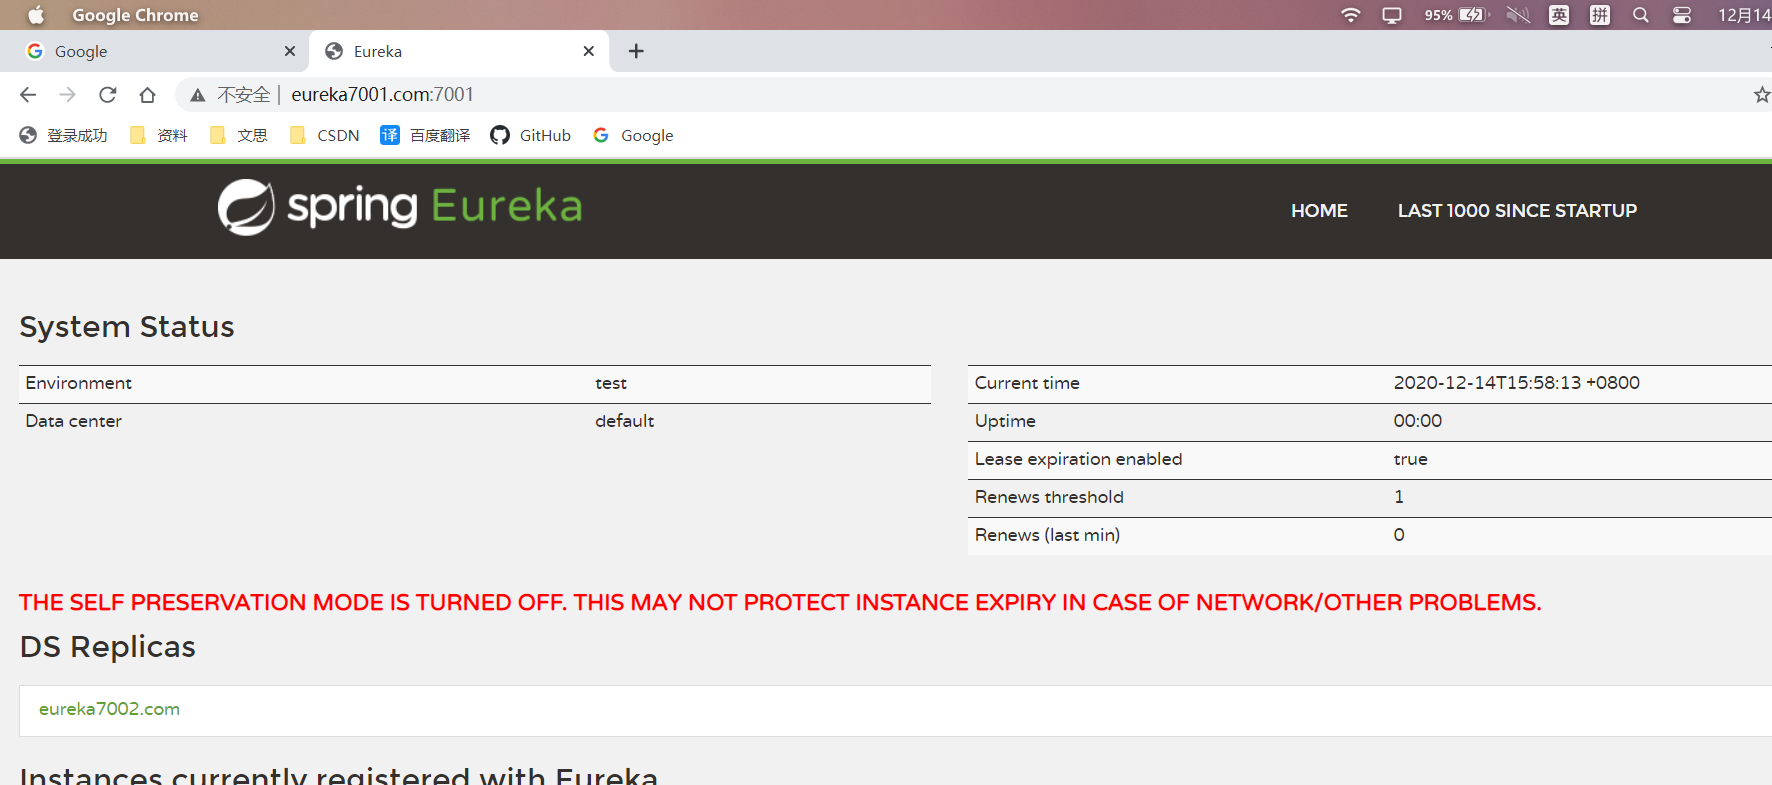 Google Chrome 95% 英 拼 12月14
Google Eureka
不安全 eureka7001.com:7001
登录成功 资料 文思 CSDN 译 百度翻译 GitHub Google
spring Eureka HOME LAST 1000 SINCE STARTUP
System Status
Environment test Current time 2020-12-14T15:58:13 +0800
Data center default Uptime 00:00
Lease expiration enabled true
Renews threshold 1
Renews (last min) 0
THE SELF PRESERVATION MODE IS TURNED OFF. THIS MAY NOT PROTECT INSTANCE EXPIRY IN CASE OF NETWORK/OTHER PROBLEMS.
DS Replicas
eureka7002.com
Instances currently registered with Eureka